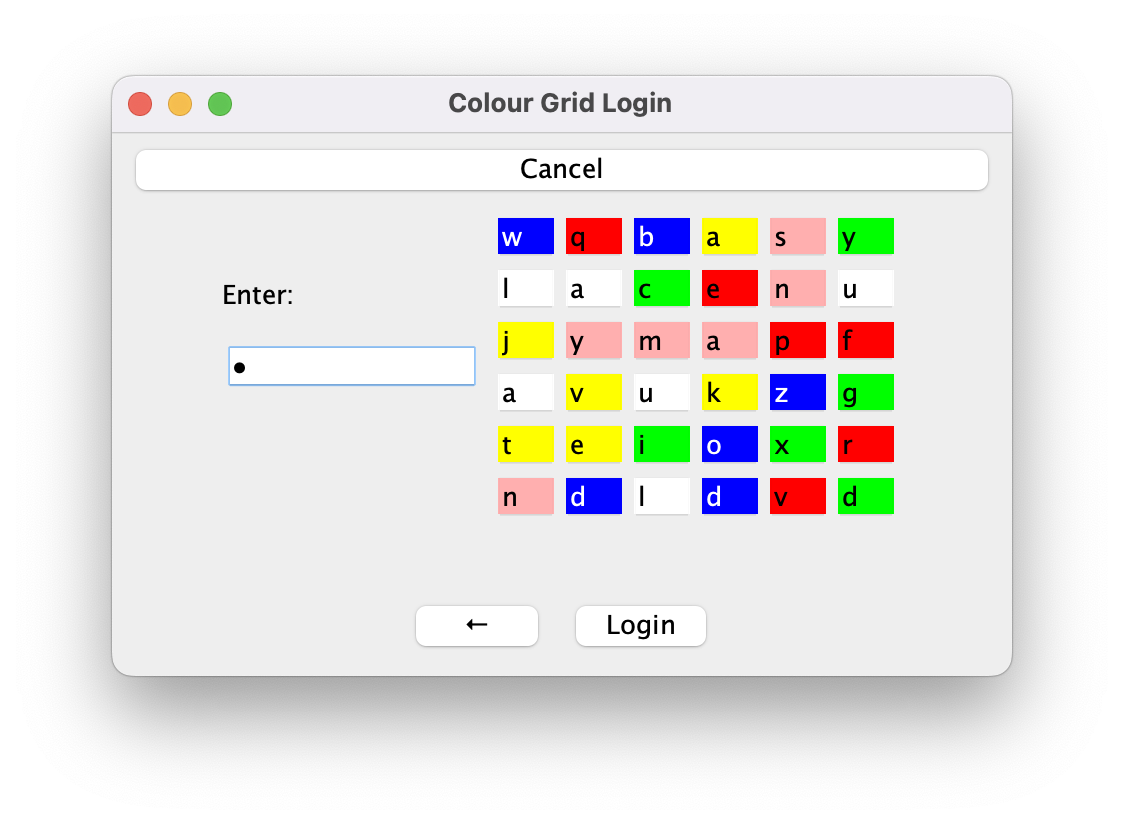 Colour Grid Login
Cancel
Enter:
●
w q b a s y
l a c e n u
j y m a p f
a v u k z g
t e i o x r
n d l d v d
← Login